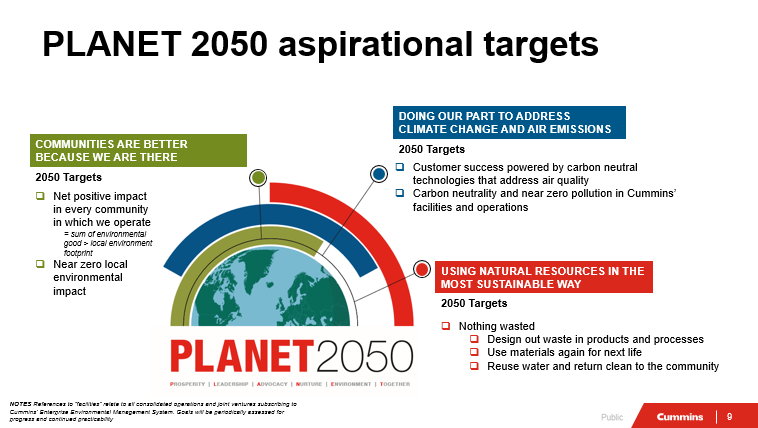 PLANET 2050 aspirational targets
COMMUNITIES ARE BETTER
BECAUSE WE ARE THERE
2050 Targets
Net positive impact
in every community
in which we operate
= sum of environmental
good > local environment
footprint
Near zero local
environmental
impact
DOING OUR PART TO ADDRESS
CLIMATE CHANGE AND AIR EMISSIONS
2050 Targets
Customer success powered by carbon neutral
technologies that address air quality
Carbon neutrality and near zero pollution in Cummins'
facilities and operations
USING NATURAL RESOURCES IN THE
MOST SUSTAINABLE WAY
2050 Targets
Nothing wasted
Design out waste in products and processes
Use materials again for next life
Reuse water and return clean to the community
PLANET2050
PROSPERITY | LEADERSHIP | ADVOCACY | NURTURE | ENVIRONMENT | TOGETHER
NOTES References to "facilities" relate to all consolidated operations and joint ventures subscribing to
Cummins' Enterprise Environmental Management System. Goals will be periodically assessed for
progress and continued practicability
Public
Cummins
9